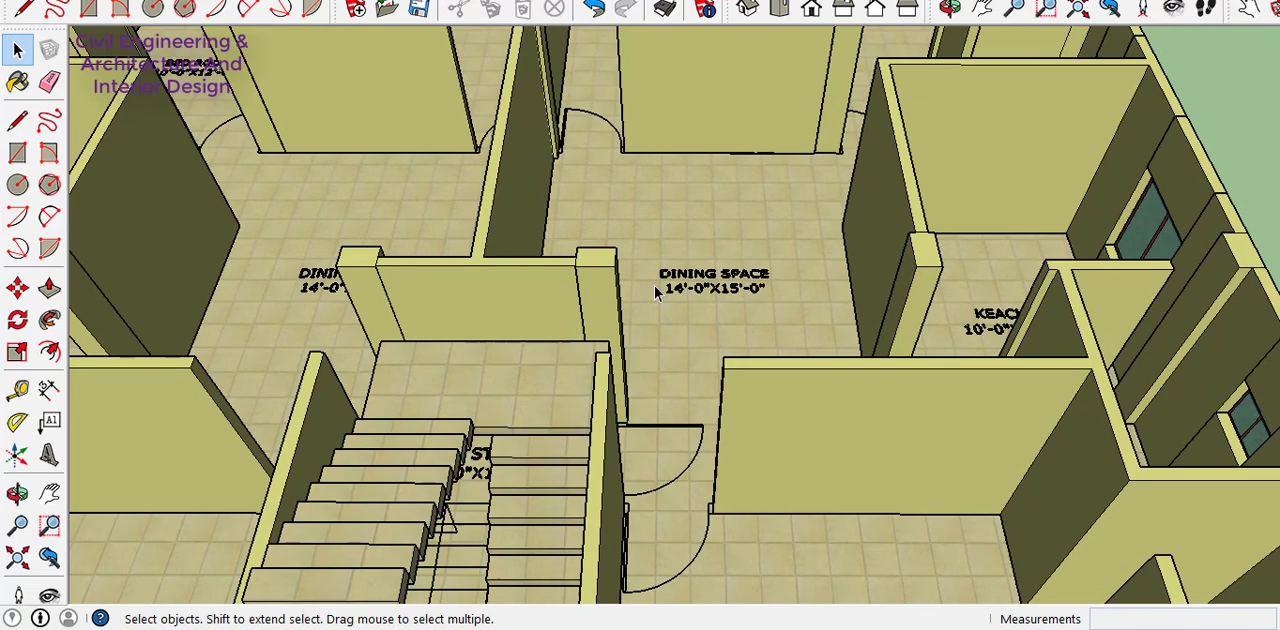 Civil Engineering &
Architecture And
Interior Design
DINING SPACE
14'-0"X15'-0"
A1
Select objects. Shift to extend select. Drag mouse to select multiple.
Measurements